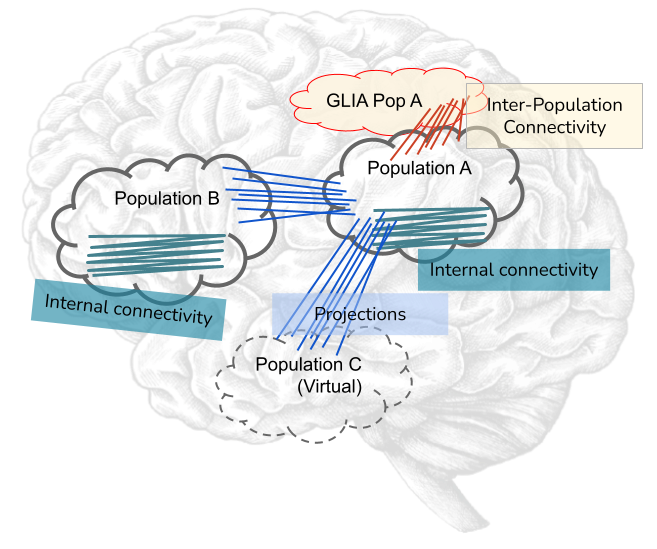 GLIA Pop A
Inter-Population
Connectivity
Population A
Population B
Internal connectivity
Internal connectivity
Projections
Population C
(Virtual)